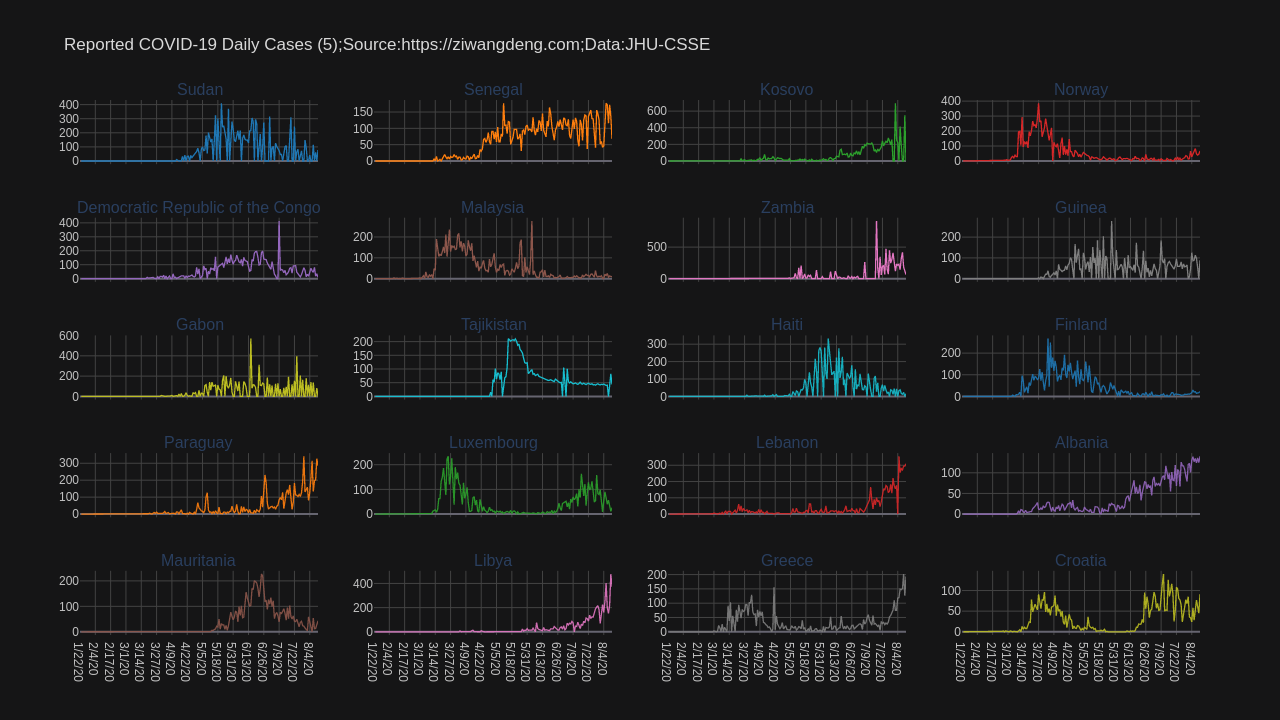 Reported COVID-19 Daily Cases (5);Source:https://ziwangdeng.com;Data:JHU-CSSE
Sudan Senegal Kosovo Norway
400 300 200 100 0
150 100 50 0
600 400 200 0
400 300 200 100 0
Democratic Republic of the Congo Malaysia Zambia Guinea
400 300 200 100 0
200 100 0
500 0
200 100 0
Gabon Tajikistan Haiti Finland
600 400 200 0
200 150 100 50 0
300 200 100 0
200 100 0
Paraguay Luxembourg Lebanon Albania
300 200 100 0
200 100 0
300 200 100 0
100 50 0
Mauritania Libya Greece Croatia
200 100 0
400 200 0
200 150 100 50 0
100 50 0
1/22/20 2/4/20 2/17/20 3/1/20 3/14/20 3/27/20 4/9/20 4/22/20 5/5/20 5/18/20 5/31/20 6/13/20 6/26/20 7/9/20 7/22/20 8/4/20
1/22/20 2/4/20 2/17/20 3/1/20 3/14/20 3/27/20 4/9/20 4/22/20 5/5/20 5/18/20 5/31/20 6/13/20 6/26/20 7/9/20 7/22/20 8/4/20
1/22/20 2/4/20 2/17/20 3/1/20 3/14/20 3/27/20 4/9/20 4/22/20 5/5/20 5/18/20 5/31/20 6/13/20 6/26/20 7/9/20 7/22/20 8/4/20
1/22/20 2/4/20 2/17/20 3/1/20 3/14/20 3/27/20 4/9/20 4/22/20 5/5/20 5/18/20 5/31/20 6/13/20 6/26/20 7/9/20 7/22/20 8/4/20